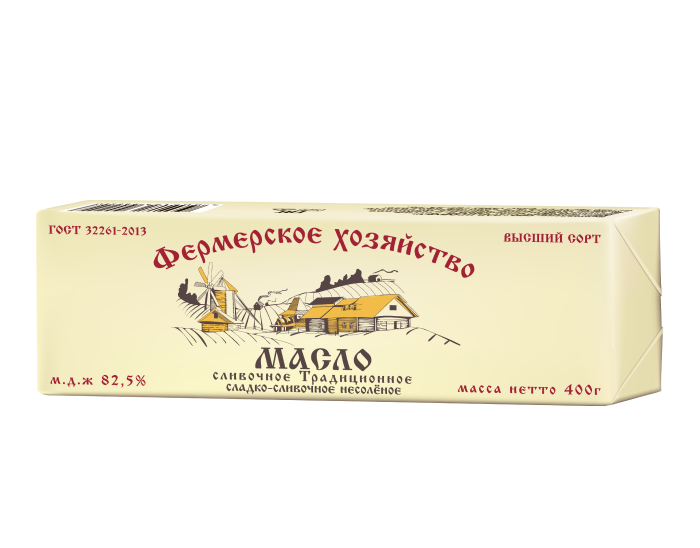 ГОСТ 32261-2013
ВЫСШИЙ СОРТ
Фермерское хозяйство
МАСЛО
сливочное Традиционное
сладко-сливочное несолёное
м.д.ж 82,5%
масса нетто 400г